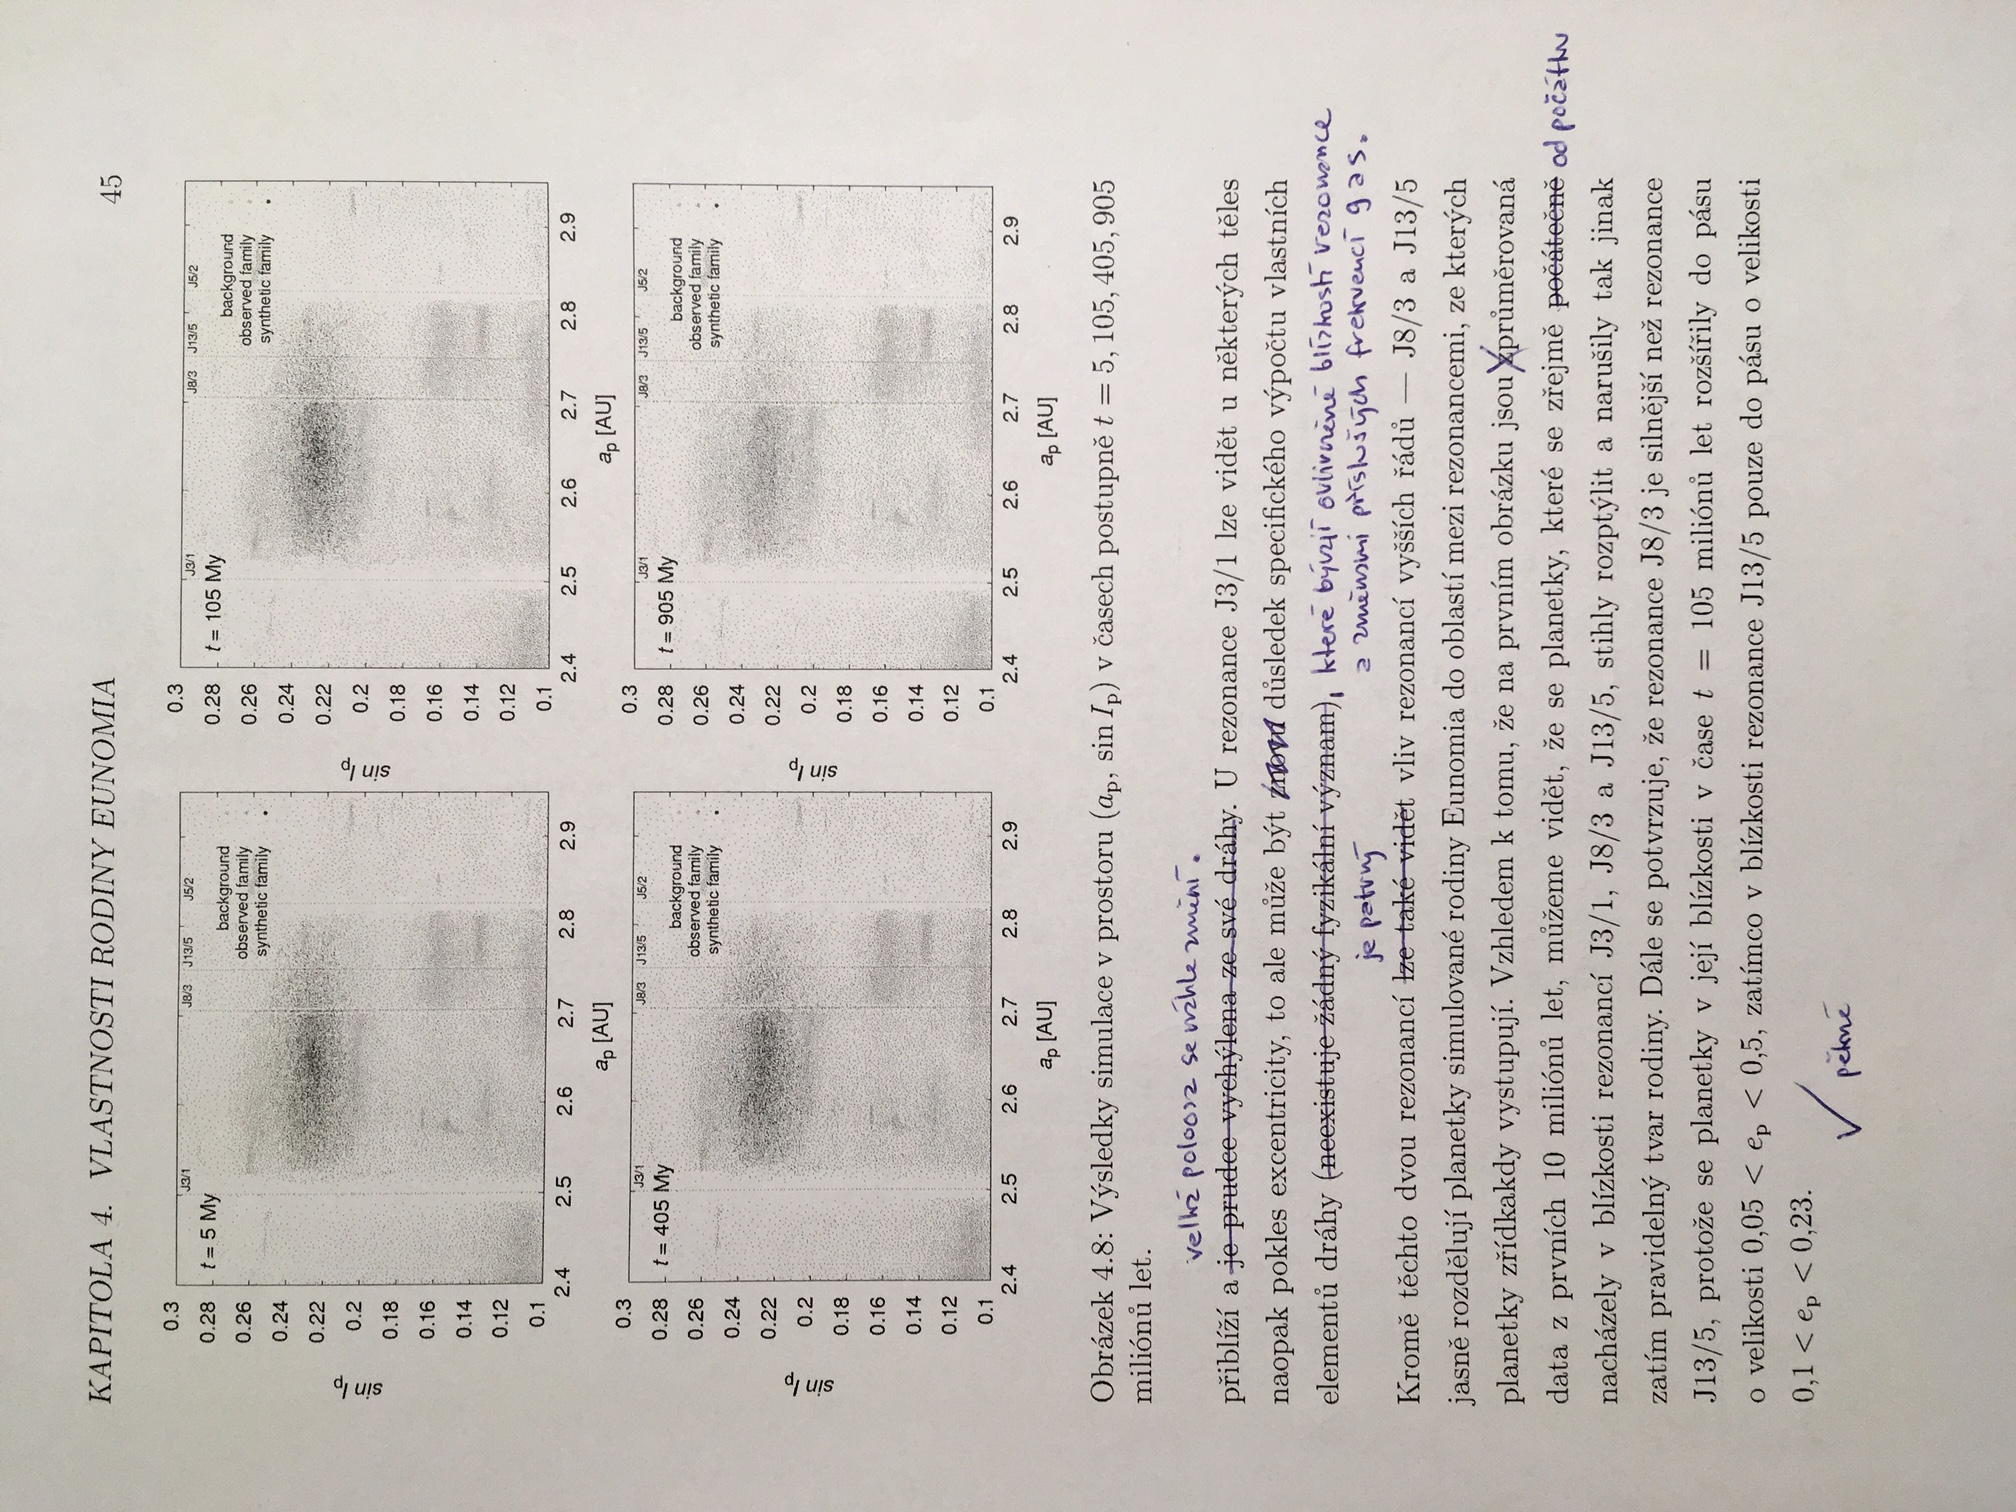 KAPITOLA 4. VLASTNOSTI RODINY EUNOMIA 45
0.3
0.28
0.26
0.24
0.22
0.2
0.18
0.16
0.14
0.12
0.1
sin Ip
J3/1 J8/3 J13/5 J5/2
t = 5 My
background
observed family
synthetic family
2.4 2.5 2.6 2.7 2.8 2.9
ap [AU]
0.3
0.28
0.26
0.24
0.22
0.2
0.18
0.16
0.14
0.12
0.1
sin Ip
J3/1 J8/3 J13/5 J5/2
t = 105 My
background
observed family
synthetic family
2.4 2.5 2.6 2.7 2.8 2.9
ap [AU]
0.3
0.28
0.26
0.24
0.22
0.2
0.18
0.16
0.14
0.12
0.1
sin Ip
J3/1 J8/3 J13/5 J5/2
t = 405 My
background
observed family
synthetic family
2.4 2.5 2.6 2.7 2.8 2.9
ap [AU]
0.3
0.28
0.26
0.24
0.22
0.2
0.18
0.16
0.14
0.12
0.1
sin Ip
J3/1 J8/3 J13/5 J5/2
t = 905 My
background
observed family
synthetic family
2.4 2.5 2.6 2.7 2.8 2.9
ap [AU]
Obrázek 4.8: Výsledky simulace v prostoru (ap, sin Ip) v časech postupně t = 5, 105, 405, 905
miliónů let.
velká poloosa se náhle změní.
přiblíží a je prudce vychýlena ze své dráhy. U rezonance J3/1 lze vidět u některých těles
naopak pokles excentricity, to ale může být znovu důsledek specifického výpočtu vlastních
elementů dráhy (neexistuje žádný fyzikální význam), které bývají ovlivněné blízkostí rezonance
je patrný a změnami příslušných frekvencí g a s.
Kromě těchto dvou rezonancí lze také vidět vliv rezonancí vyšších řádů — J8/3 a J13/5
jasně rozdělují planetky simulované rodiny Eunomia do oblastí mezi rezonancemi, ze kterých
planetky zřídkakdy vystupují. Vzhledem k tomu, že na prvním obrázku jsou zprůměrovaná
data z prvních 10 miliónů let, můžeme vidět, že se planetky, které se zřejmě počátečně od počátku
nacházely v blízkosti rezonancí J3/1, J8/3 a J13/5, stihly rozptýlit a narušily tak jinak
zatím pravidelný tvar rodiny. Dále se potvrzuje, že rezonance J8/3 je silnější než rezonance
J13/5, protože se planetky v její blízkosti v čase t = 105 miliónů let rozšířily do pásu
o velikosti 0,05 < ep < 0,5, zatímco v blízkosti rezonance J13/5 pouze do pásu o velikosti
0,1 < ep < 0,23.
✓ pěkné